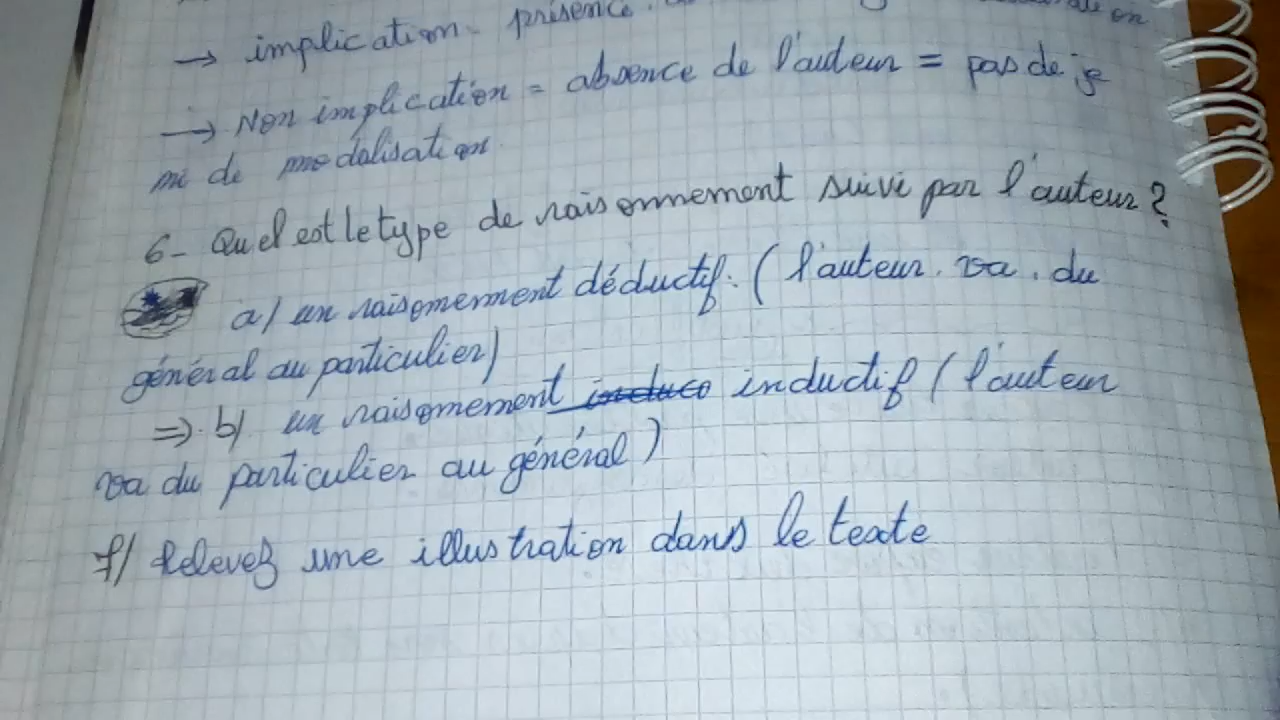 → implication = présence
→ Non implication = absence de l'auteur = pas de je
ni de modalisation
6- Quel est le type de raisonnement suivi par l'auteur ?
a/ un raisonnement déductif. ( l'auteur va du
général au particulier)
⇒ b/ un raisonnement inductif ( l'auteur
va du particulier au général )
7/ Relevez une illustration dans le texte